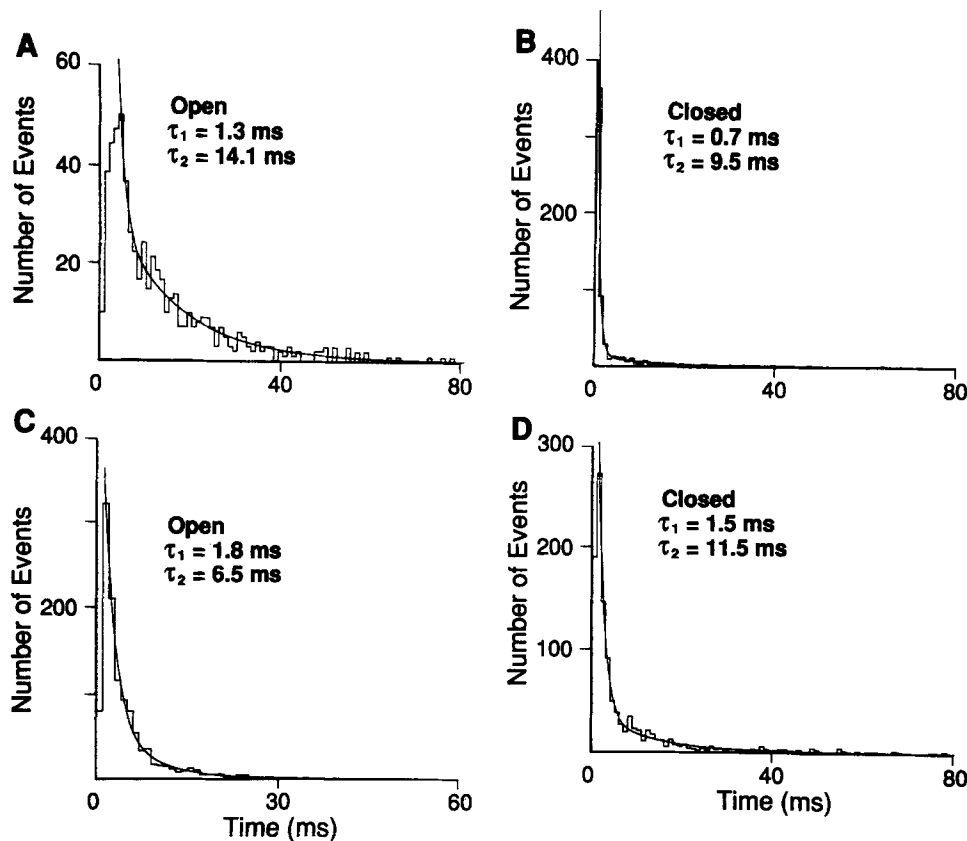 A
Number of Events
60
40
20
Open
τ₁ = 1.3 ms
τ₂ = 14.1 ms
0
40
80
B
Number of Events
400
200
Closed
τ₁ = 0.7 ms
τ₂ = 9.5 ms
0
40
80
C
Number of Events
400
200
Open
τ₁ = 1.8 ms
τ₂ = 6.5 ms
0
30
60
Time (ms)
D
Number of Events
300
200
100
Closed
τ₁ = 1.5 ms
τ₂ = 11.5 ms
0
40
80
Time (ms)